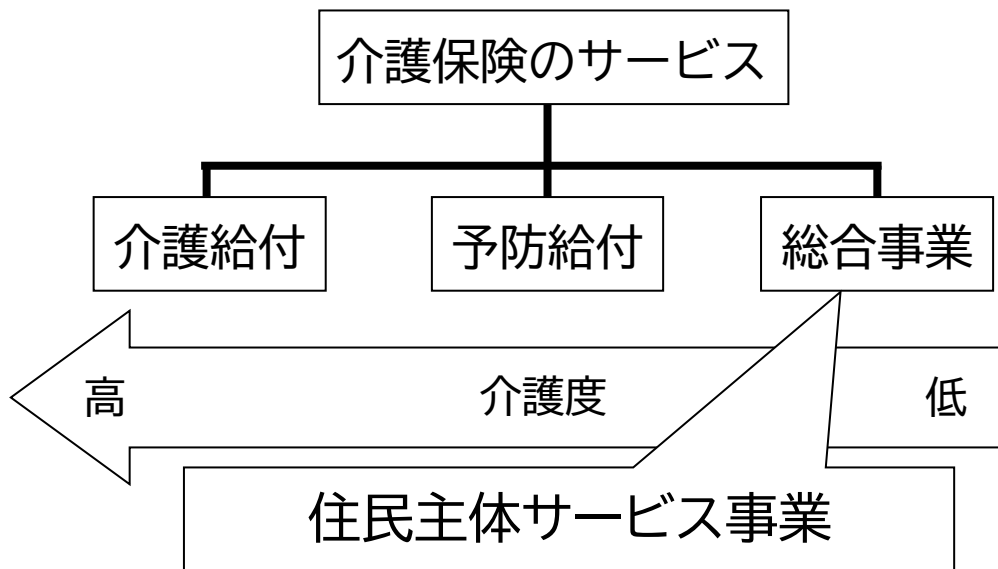 介護保険のサービス
介護給付
予防給付
総合事業
高
介護度
低
住民主体サービス事業